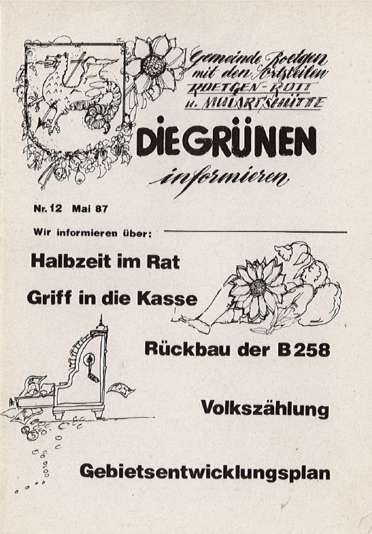 Gemeinde Roetgen
mit den Ortsteilen
ROETGEN-ROTT
u. MULARTSHÜTTE
DIE GRÜNEN
informieren
Nr. 12 Mai 87
Wir informieren über:
Halbzeit im Rat
Griff in die Kasse
Rückbau der B 258
Volkszählung
Gebietsentwicklungsplan